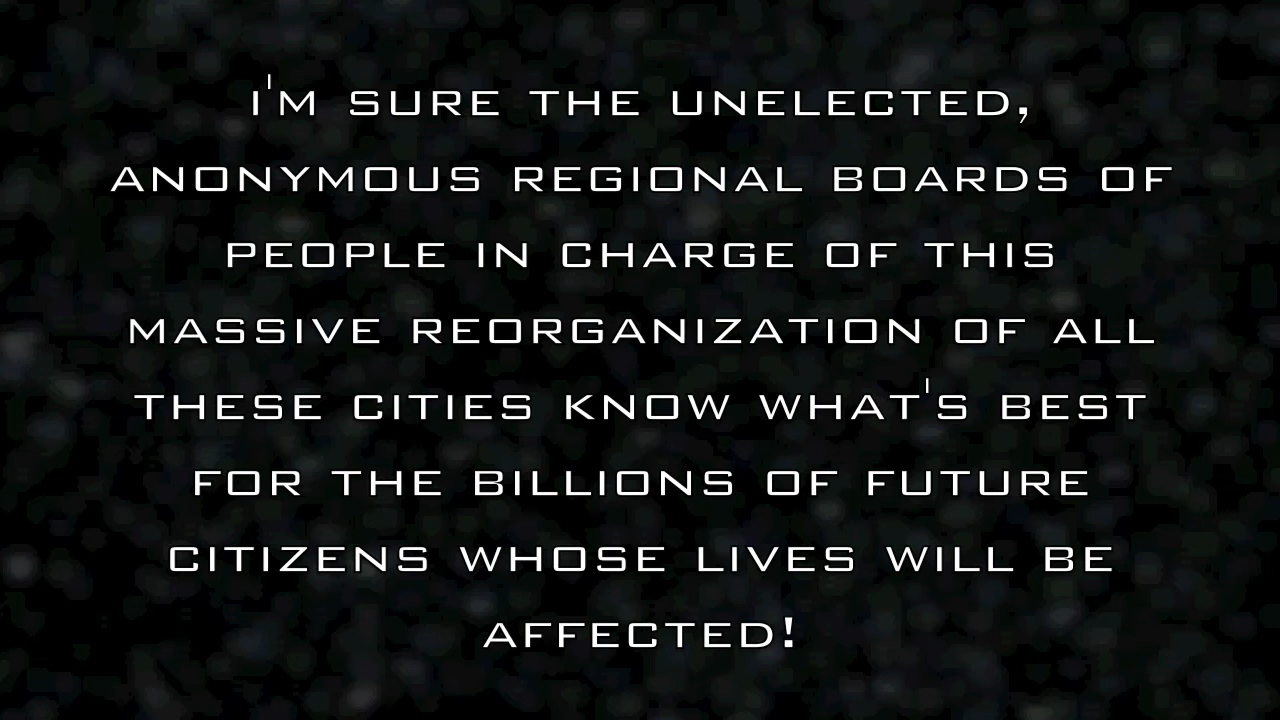 I'M SURE THE UNELECTED,
ANONYMOUS REGIONAL BOARDS OF
PEOPLE IN CHARGE OF THIS
MASSIVE REORGANIZATION OF ALL
THESE CITIES KNOW WHAT'S BEST
FOR THE BILLIONS OF FUTURE
CITIZENS WHOSE LIVES WILL BE
AFFECTED!